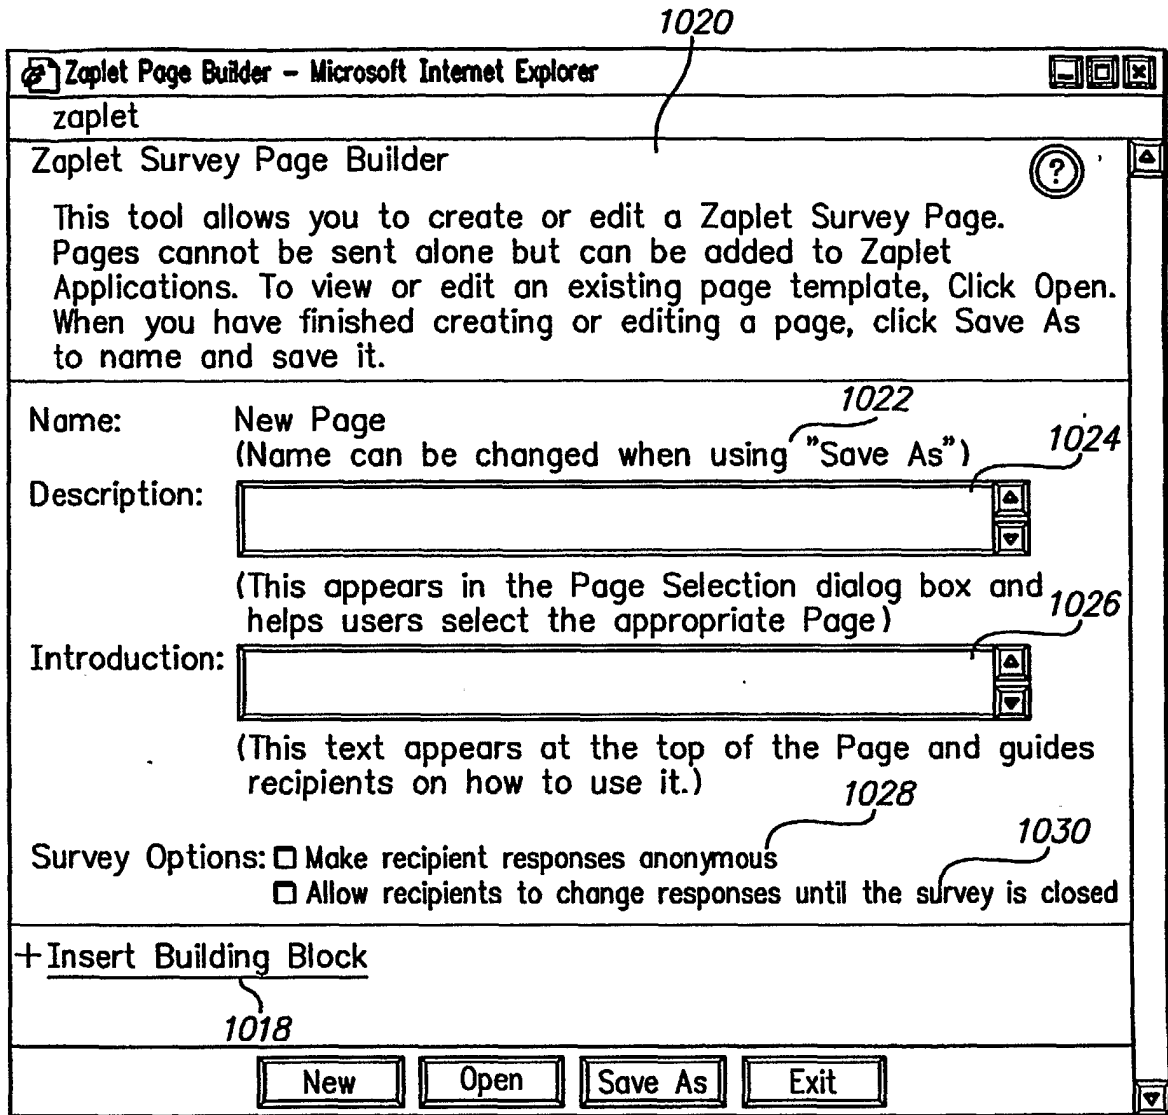 1020
Zaplet Page Builder – Microsoft Internet Explorer
zaplet
Zaplet Survey Page Builder
?
This tool allows you to create or edit a Zaplet Survey Page.
Pages cannot be sent alone but can be added to Zaplet
Applications. To view or edit an existing page template, Click Open.
When you have finished creating or editing a page, click Save As
to name and save it.
1022
Name: New Page
1024
(Name can be changed when using "Save As")
Description:
(This appears in the Page Selection dialog box and
helps users select the appropriate Page)
1026
Introduction:
(This text appears at the top of the Page and guides
recipients on how to use it.)
1028
1030
Survey Options: Make recipient responses anonymous
Allow recipients to change responses until the survey is closed
+Insert Building Block
1018
New Open Save As Exit